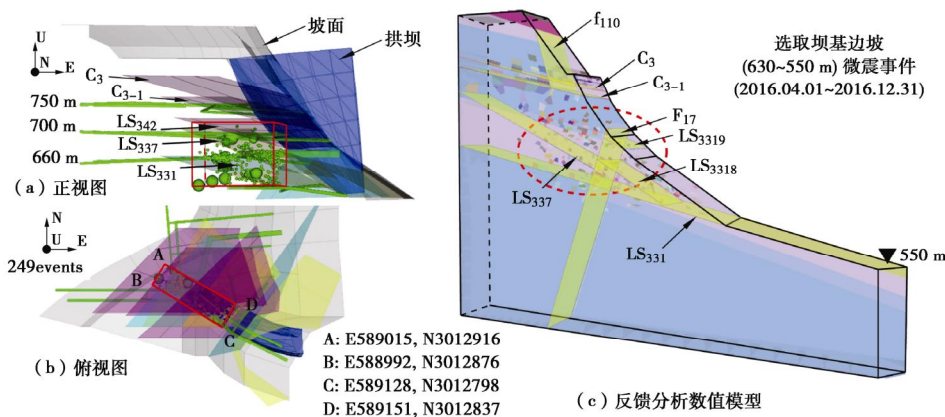 坡面
拱坝
U
N
E
C3
C3-1
750 m
700 m
660 m
LS342
LS337
LS331
(a) 正视图
N
U
E
249events
A
B
D
C
(b) 俯视图
A: E589015, N3012916
B: E588992, N3012876
C: E589128, N3012798
D: E589151, N3012837
f110
C3
C3-1
F17
LS3319
LS3318
LS337
LS331
选取坝基边坡
(630~550 m) 微震事件
(2016.04.01~2016.12.31)
550 m
(c) 反馈分析数值模型